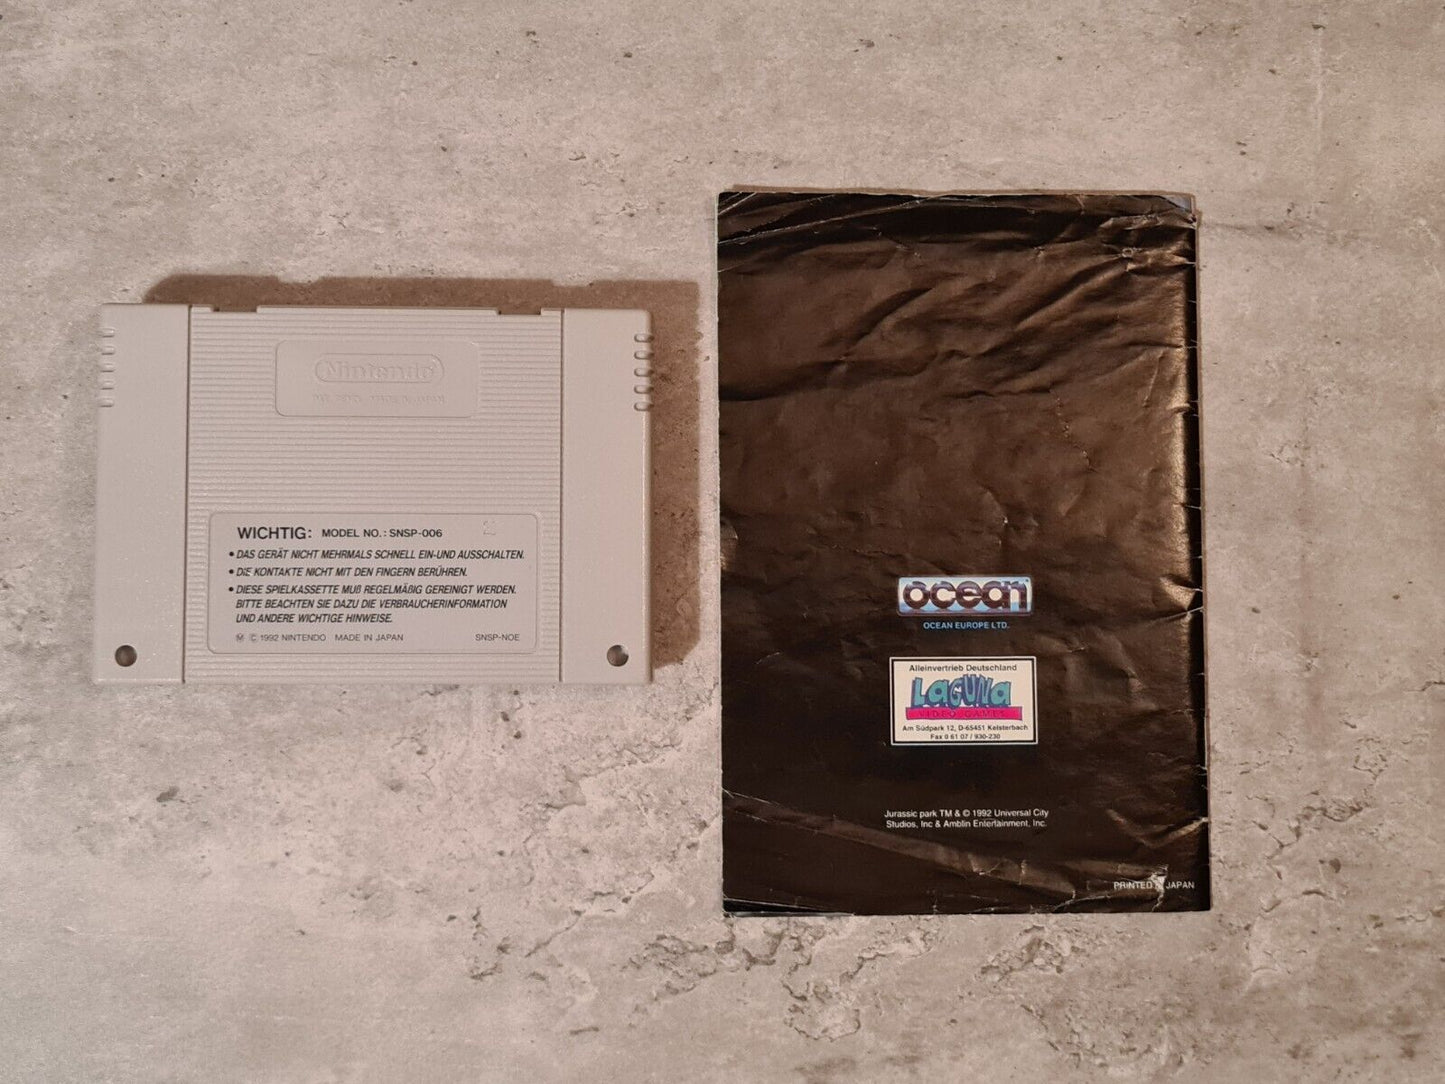 Nintendo
MADE IN JAPAN
WICHTIG: MODEL NO.: SNSP-006
• DAS GERÄT NICHT MEHRMALS SCHNELL EIN-UND AUSSCHALTEN.
• DIE KONTAKTE NICHT MIT DEN FINGERN BERÜHREN.
• DIESE SPIELKASSETTE MUß REGELMÄßIG GEREINIGT WERDEN.
BITTE BEACHTEN SIE DAZU DIE VERBRAUCHERINFORMATION
UND ANDERE WICHTIGE HINWEISE.
Ⓜ © 1992 NINTENDO MADE IN JAPAN SNSP-NOE
ocean
OCEAN EUROPE LTD.
Alleinvertrieb Deutschland
LaGUNa
VIDEO GAMES
Am Südpark 12, D-65451 Kelsterbach
Fax 0 61 07 / 930-230
Jurassic park TM & © 1992 Universal City
Studios, Inc & Amblin Entertainment, Inc.
PRINTED JAPAN